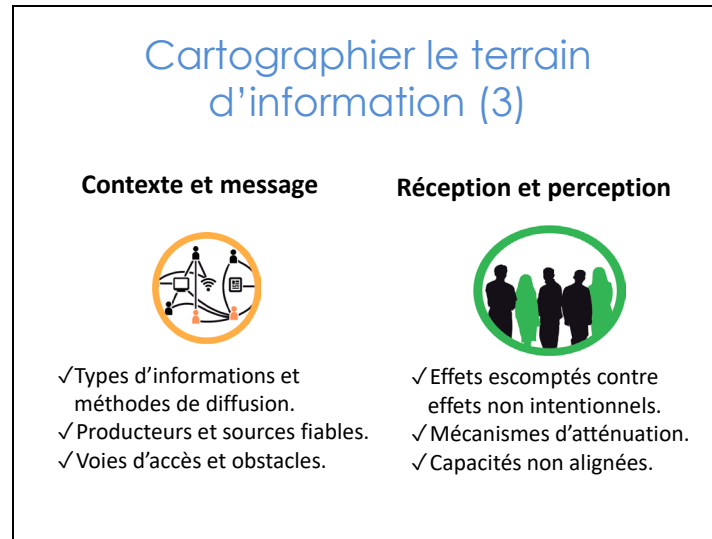 Cartographier le terrain
d’information (3)
Contexte et message
✓Types d’informations et
méthodes de diffusion.
✓Producteurs et sources fiables.
✓Voies d’accès et obstacles.
Réception et perception
✓Effets escomptés contre
effets non intentionnels.
✓Mécanismes d’atténuation.
✓Capacités non alignées.